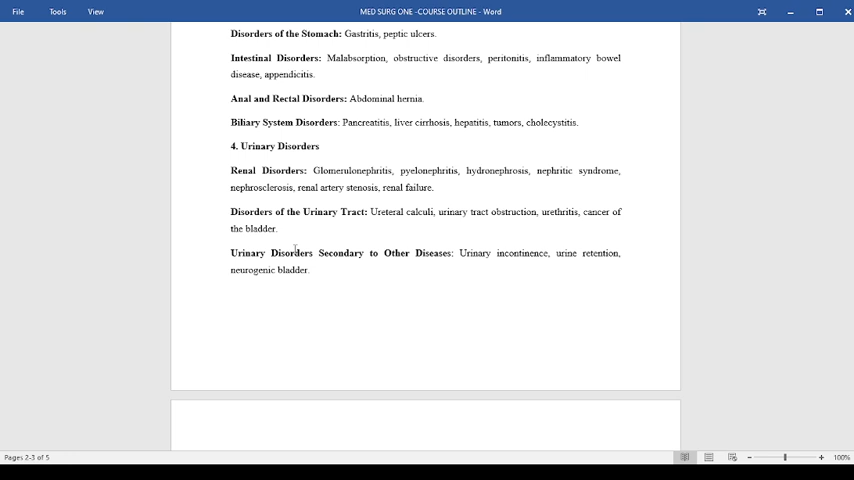 File Tools View MED SURG ONE -COURSE OUTLINE - Word
Disorders of the Stomach: Gastritis, peptic ulcers.
Intestinal Disorders: Malabsorption, obstructive disorders, peritonitis, inflammatory bowel
disease, appendicitis.
Anal and Rectal Disorders: Abdominal hernia.
Biliary System Disorders: Pancreatitis, liver cirrhosis, hepatitis, tumors, cholecystitis.
4. Urinary Disorders
Renal Disorders: Glomerulonephritis, pyelonephritis, hydronephrosis, nephritic syndrome,
nephrosclerosis, renal artery stenosis, renal failure.
Disorders of the Urinary Tract: Ureteral calculi, urinary tract obstruction, urethritis, cancer of
the bladder.
Urinary Disorders Secondary to Other Diseases: Urinary incontinence, urine retention,
neurogenic bladder.
Pages 2-3 of 5 100%